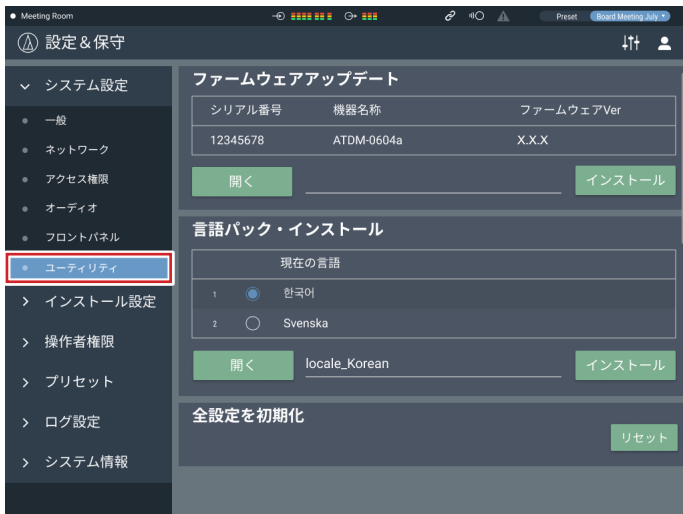 Meeting Room
Preset
Board Meeting July
設定&保守
システム設定
一般
ネットワーク
アクセス権限
オーディオ
フロントパネル
ユーティリティ
インストール設定
操作者権限
プリセット
ログ設定
システム情報
ファームウェアアップデート
シリアル番号 機器名称 ファームウェアVer
12345678 ATDM-0604a X.X.X
開く インストール
言語パック・インストール
現在の言語
1 한국어
2 Svenska
開く locale_Korean インストール
全設定を初期化
リセット